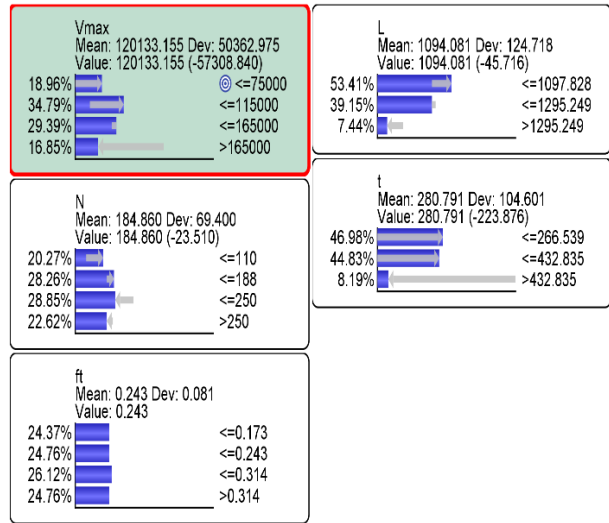 Vmax
Mean: 120133.155 Dev: 50362.975
Value: 120133.155 (-57308.840)
18.96% <=75000
34.79% <=115000
29.39% <=165000
16.85% >165000
N
Mean: 184.860 Dev: 69.400
Value: 184.860 (-23.510)
20.27% <=110
28.26% <=188
28.85% <=250
22.62% >250
ft
Mean: 0.243 Dev: 0.081
Value: 0.243
24.37% <=0.173
24.76% <=0.243
26.12% <=0.314
24.76% >0.314
L
Mean: 1094.081 Dev: 124.718
Value: 1094.081 (-45.716)
53.41% <=1097.828
39.15% <=1295.249
7.44% >1295.249
t
Mean: 280.791 Dev: 104.601
Value: 280.791 (-223.876)
46.98% <=266.539
44.83% <=432.835
8.19% >432.835